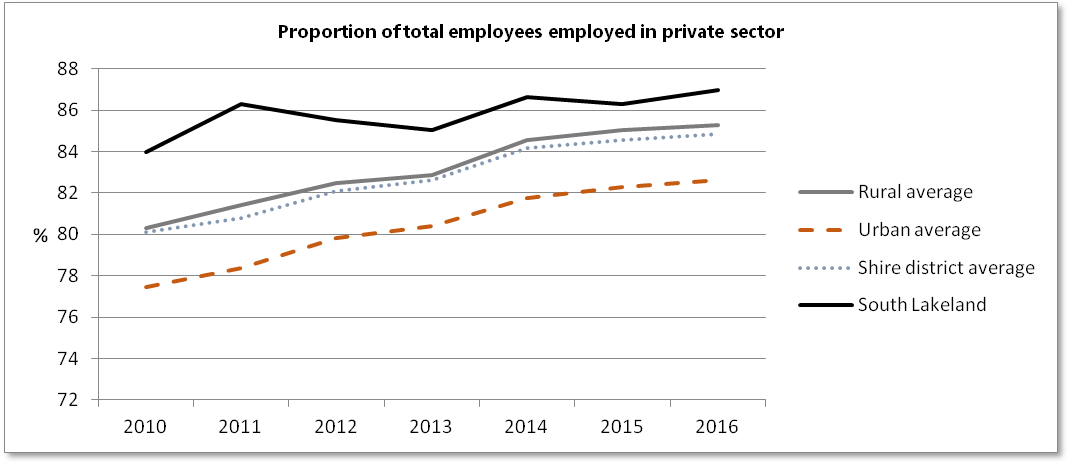 Proportion of total employees employed in private sector
88
86
84
82
80
78
76
74
72
%
2010 2011 2012 2013 2014 2015 2016
Rural average
Urban average
Shire district average
South Lakeland